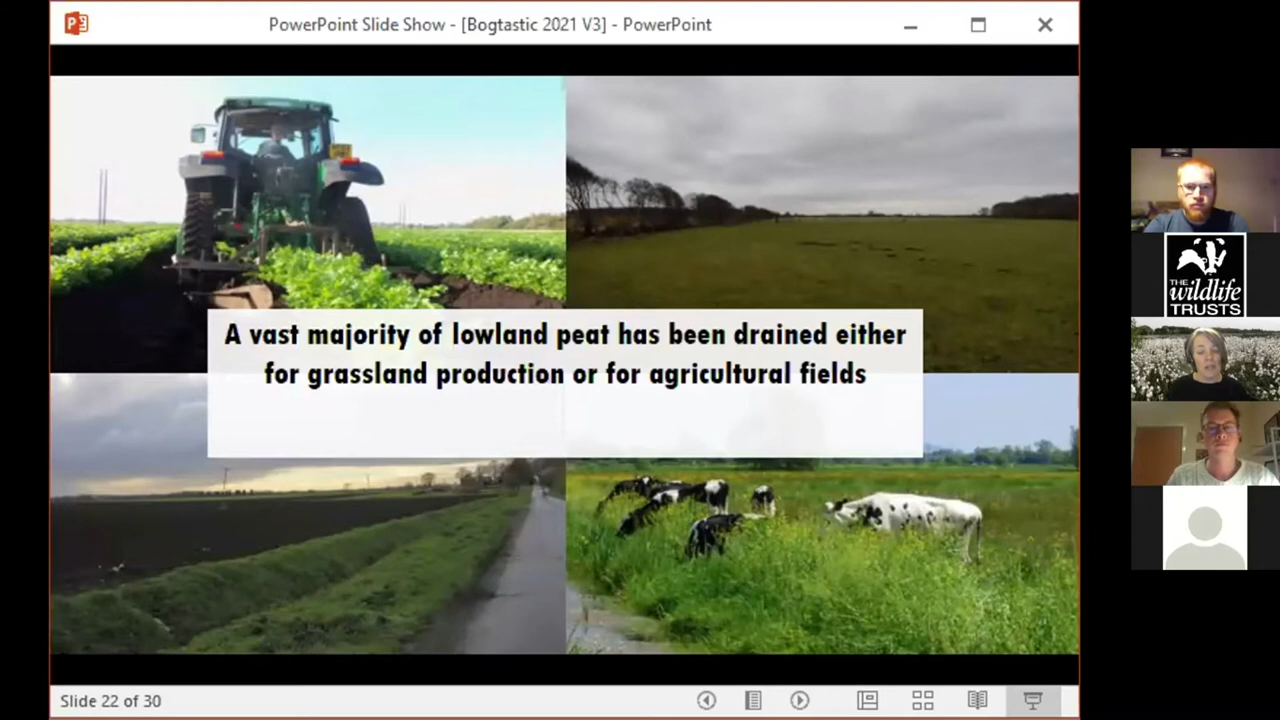 PowerPoint Slide Show - [Bogtastic 2021 V3] - PowerPoint
A vast majority of lowland peat has been drained either
for grassland production or for agricultural fields
THE
wildlife
TRUSTS
Slide 22 of 30